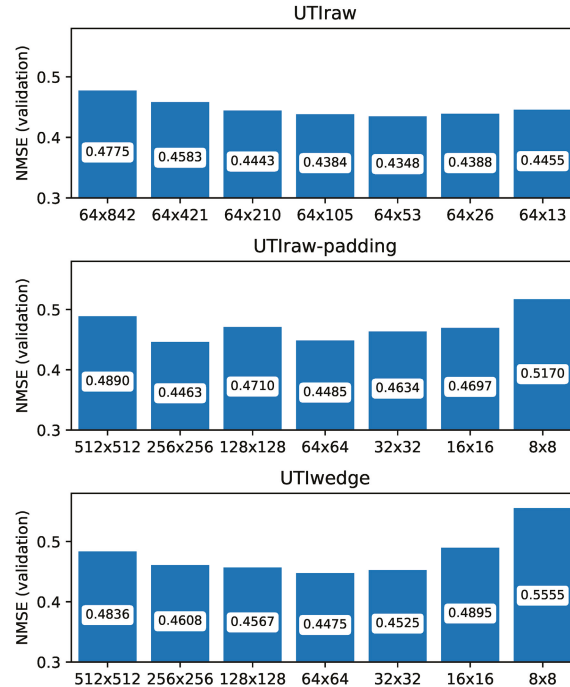 UTIraw
NMSE (validation)
0.5
0.4
0.3
0.4775
0.4583
0.4443
0.4384
0.4348
0.4388
0.4455
64x842
64x421
64x210
64x105
64x53
64x26
64x13
UTIraw-padding
NMSE (validation)
0.5
0.4
0.3
0.4890
0.4463
0.4710
0.4485
0.4634
0.4697
0.5170
512x512
256x256
128x128
64x64
32x32
16x16
8x8
UTIwedge
NMSE (validation)
0.5
0.4
0.3
0.4836
0.4608
0.4567
0.4475
0.4525
0.4895
0.5555
512x512
256x256
128x128
64x64
32x32
16x16
8x8